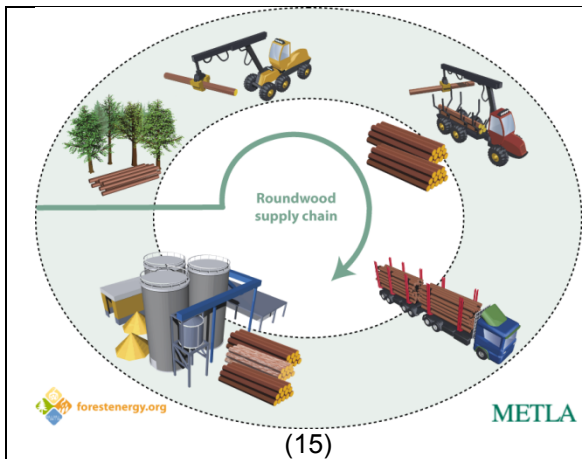 Roundwood
supply chain
forestenergy.org
METLA
(15)